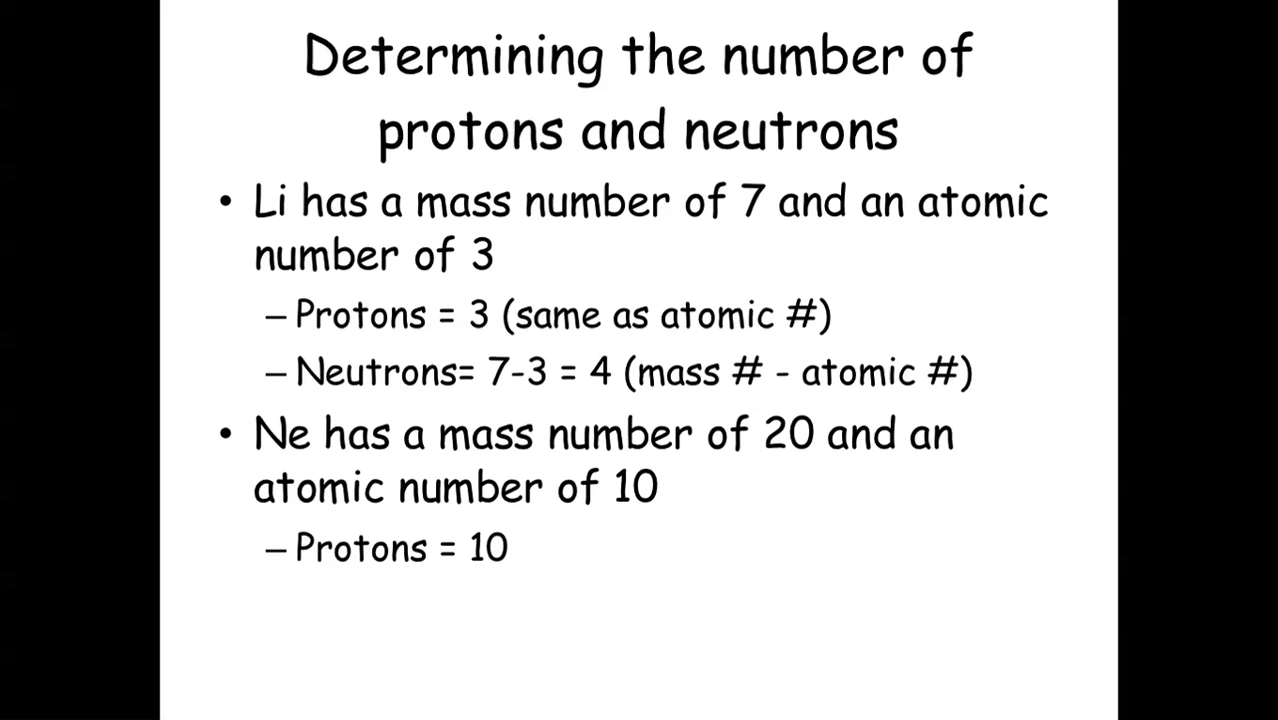 Determining the number of
protons and neutrons
• Li has a mass number of 7 and an atomic
number of 3
– Protons = 3 (same as atomic #)
– Neutrons= 7-3 = 4 (mass # - atomic #)
• Ne has a mass number of 20 and an
atomic number of 10
– Protons = 10